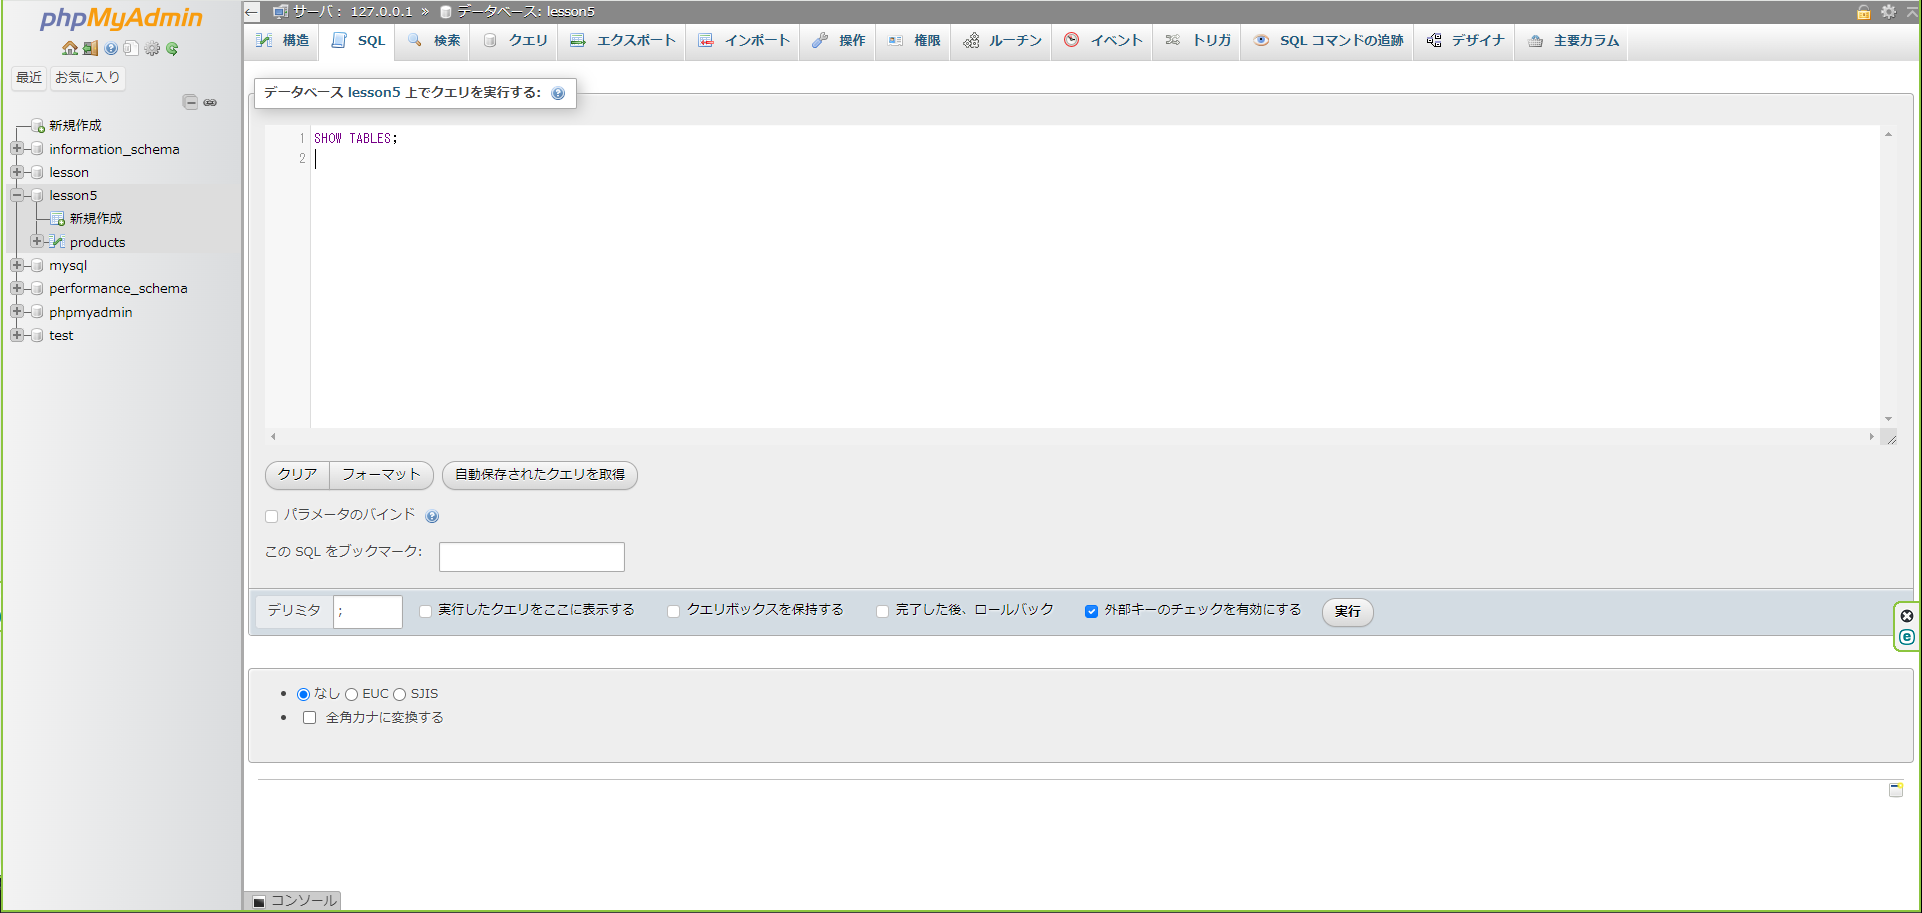 phpMyAdmin
最近 お気に入り
新規作成
information_schema
lesson
lesson5
新規作成
products
mysql
performance_schema
phpmyadmin
test
サーバ： 127.0.0.1 » データベース: lesson5
構造 SQL 検索 クエリ エクスポート インポート 操作 権限 ルーチン イベント トリガ SQL コマンドの追跡 デザイナ 主要カラム
データベース lesson5 上でクエリを実行する:
1 SHOW TABLES;
2
クリア フォーマット 自動保存されたクエリを取得
パラメータのバインド
この SQL をブックマーク:
デリミタ ; 実行したクエリをここに表示する クエリボックスを保持する 完了した後、ロールバック 外部キーのチェックを有効にする 実行
なし EUC SJIS
全角カナに変換する
コンソール